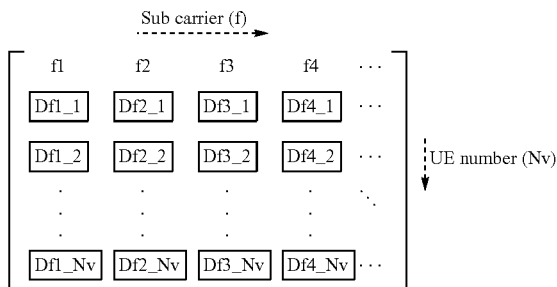 Sub carrier (f)
f1 f2 f3 f4 ...
Df1_1 Df2_1 Df3_1 Df4_1 ...
Df1_2 Df2_2 Df3_2 Df4_2 ...
UE number (Nv)
Df1_Nv Df2_Nv Df3_Nv Df4_Nv ...